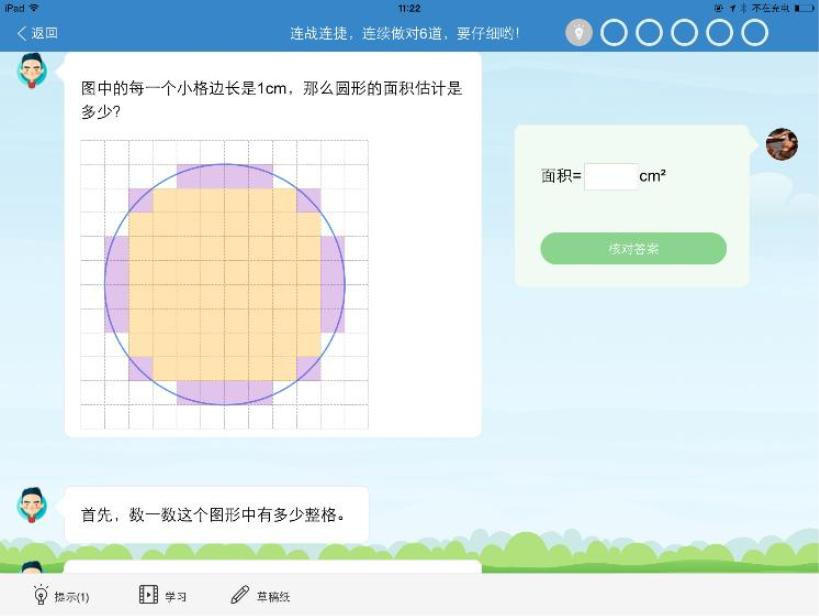 iPad
11:22
不在充电
返回
连战连捷，连续做对6道，要仔细哟！
图中的每一个小格边长是1cm，那么圆形的面积估计是
多少？
面积=
cm²
核对答案
首先，数一数这个图形中有多少整格。
提示(1)
学习
草稿纸